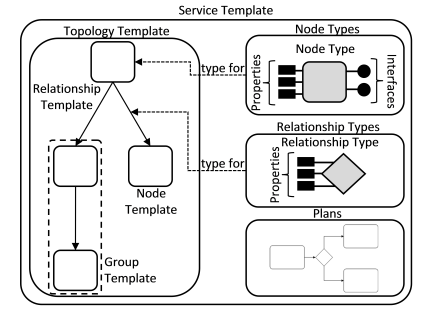 Service Template
Topology Template
Node Types
Node Type
Properties
Interfaces
type for
Relationship
Template
Relationship Types
Relationship Type
Properties
type for
Node
Template
Plans
Group
Template